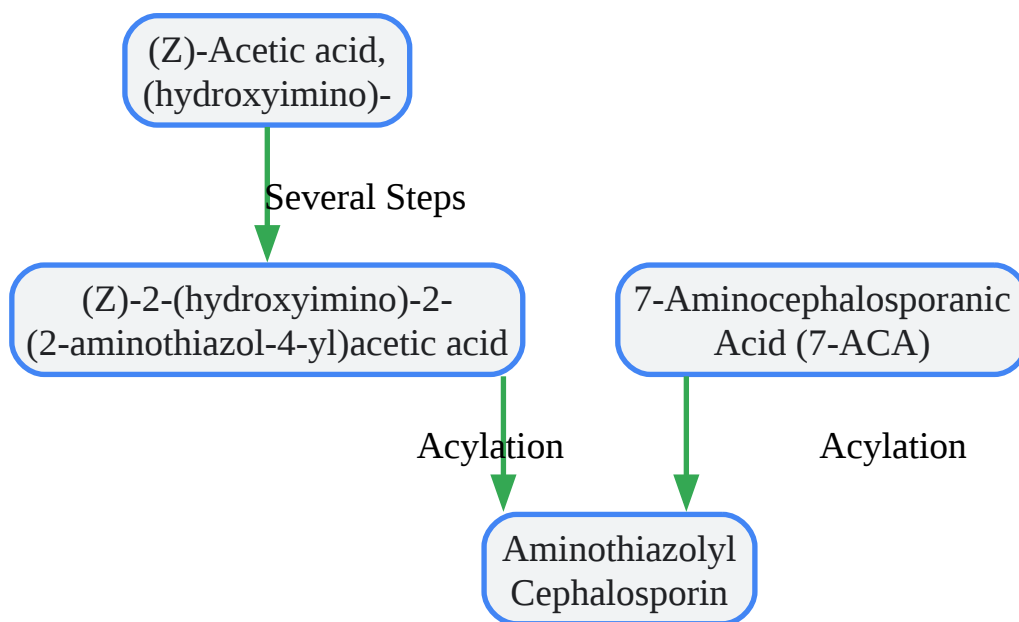 (Z)-Acetic acid,
(hydroxyimino)-
Several Steps
(Z)-2-(hydroxyimino)-2-
(2-aminothiazol-4-yl)acetic acid
7-Aminocephalosporanic
Acid (7-ACA)
Acylation
Acylation
Aminothiazolyl
Cephalosporin